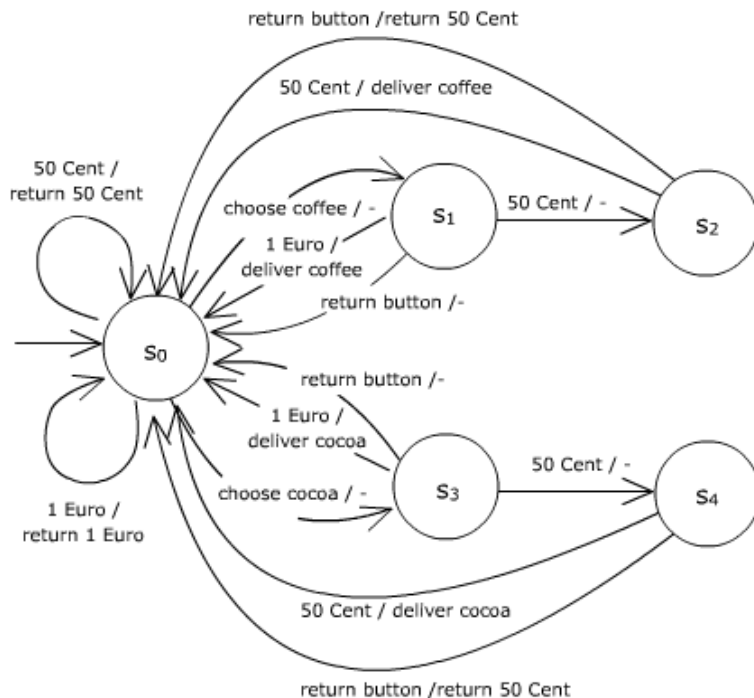 return button /return 50 Cent
50 Cent / deliver coffee
50 Cent /
return 50 Cent
choose coffee / -
S1
50 Cent / -
S2
1 Euro /
deliver coffee
return button /-
S0
return button /-
1 Euro /
deliver cocoa
50 Cent / -
choose cocoa / -
S3
S4
1 Euro /
return 1 Euro
50 Cent / deliver cocoa
return button /return 50 Cent